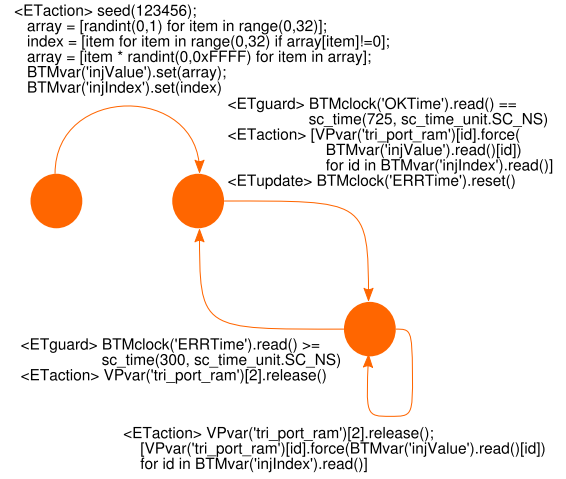 <ETaction> seed(123456);
array = [randint(0,1) for item in range(0,32)];
index = [item for item in range(0,32) if array[item]!=0];
array = [item * randint(0,0xFFFF) for item in array];
BTMvar('injValue').set(array);
BTMvar('injIndex').set(index)
<ETguard> BTMclock('OKTime').read() ==
sc_time(725, sc_time_unit.SC_NS)
<ETaction> [VPvar('tri_port_ram')[id].force(
BTMvar('injValue').read()[id])
for id in BTMvar('injIndex').read()]
<ETupdate> BTMclock('ERRTime').reset()
<ETguard> BTMclock('ERRTime').read() >=
sc_time(300, sc_time_unit.SC_NS)
<ETaction> VPvar('tri_port_ram')[2].release()
<ETaction> VPvar('tri_port_ram')[2].release();
[VPvar('tri_port_ram')[id].force(BTMvar('injValue').read()[id])
for id in BTMvar('injIndex').read()]